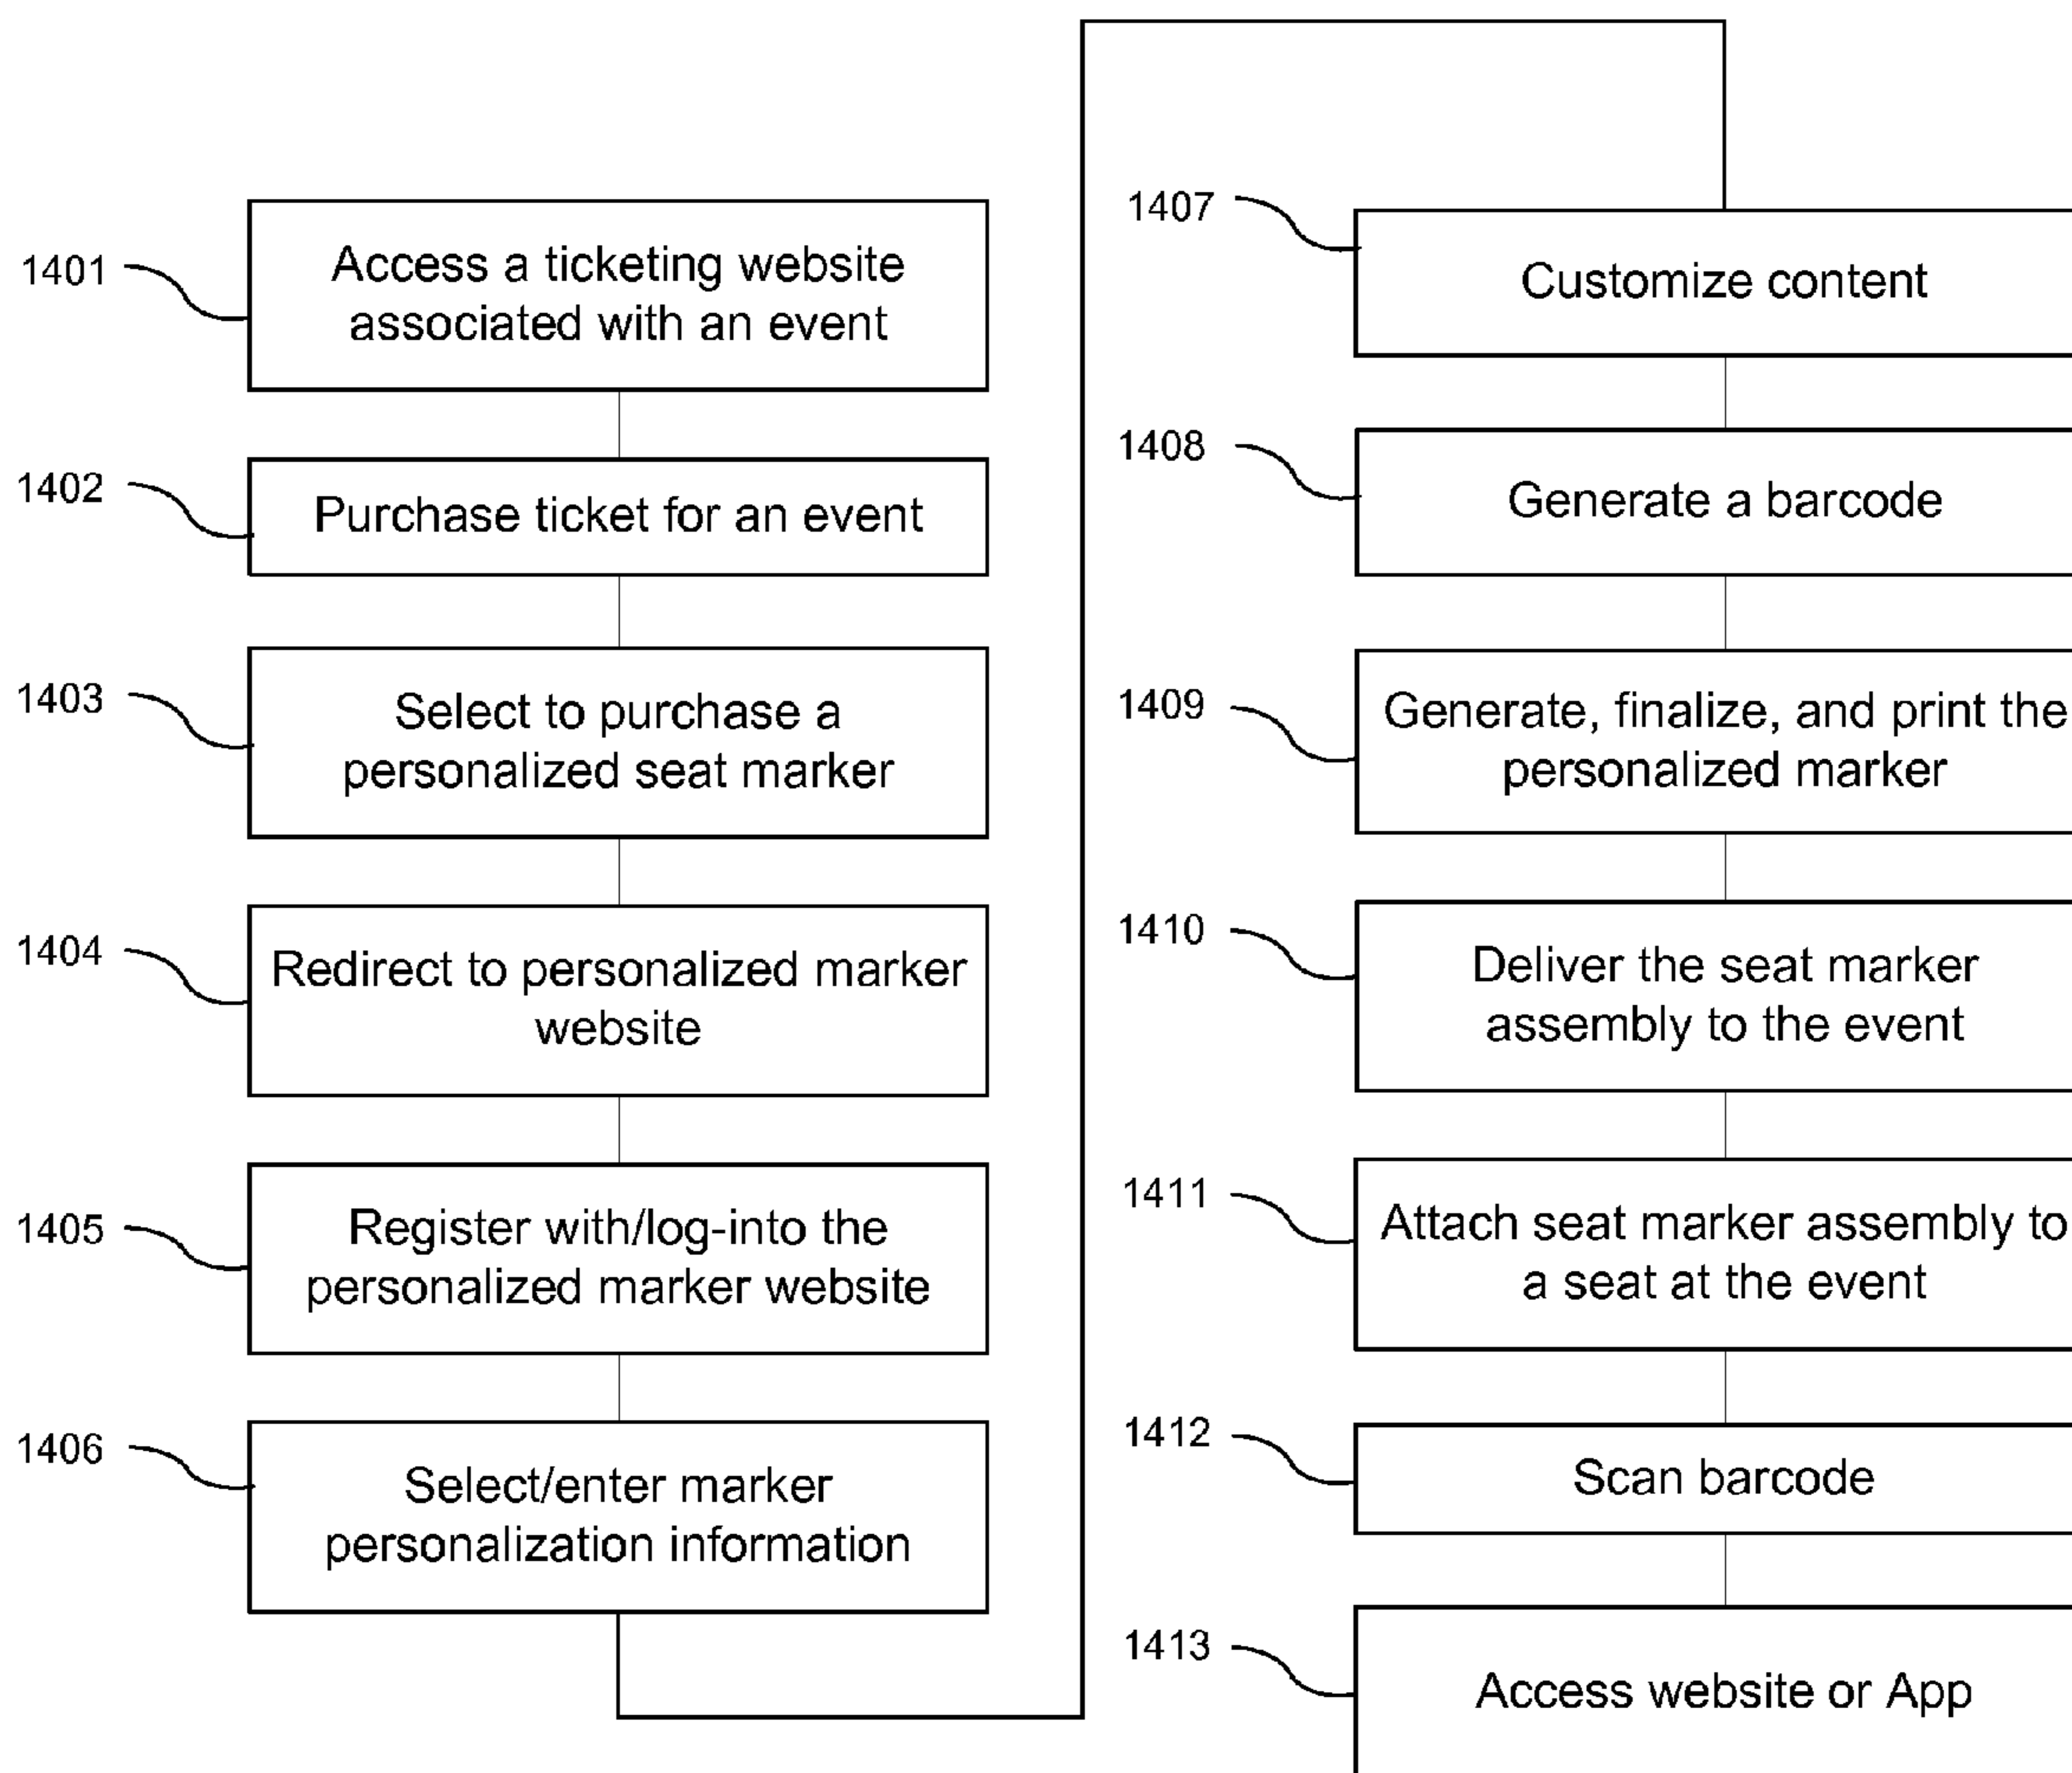 1401
Access a ticketing website
associated with an event
1402
Purchase ticket for an event
1403
Select to purchase a
personalized seat marker
1404
Redirect to personalized marker
website
1405
Register with/log-into the
personalized marker website
1406
Select/enter marker
personalization information
1407
Customize content
1408
Generate a barcode
1409
Generate, finalize, and print the
personalized marker
1410
Deliver the seat marker
assembly to the event
1411
Attach seat marker assembly to
a seat at the event
1412
Scan barcode
1413
Access website or App